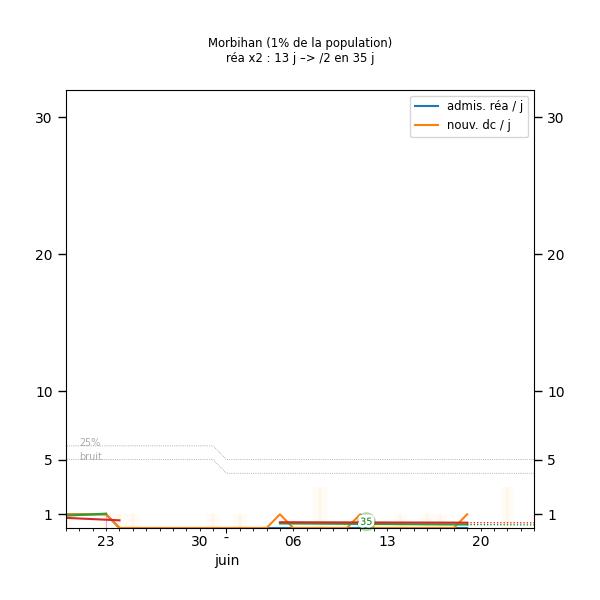 Morbihan (1% de la population)
réa x2 : 13 j –> /2 en 35 j
admis. réa / j
nouv. dc / j
30 30
20 20
10 10
25%
5 5
bruit
1 1
35
23 30 - 06 13 20
juin